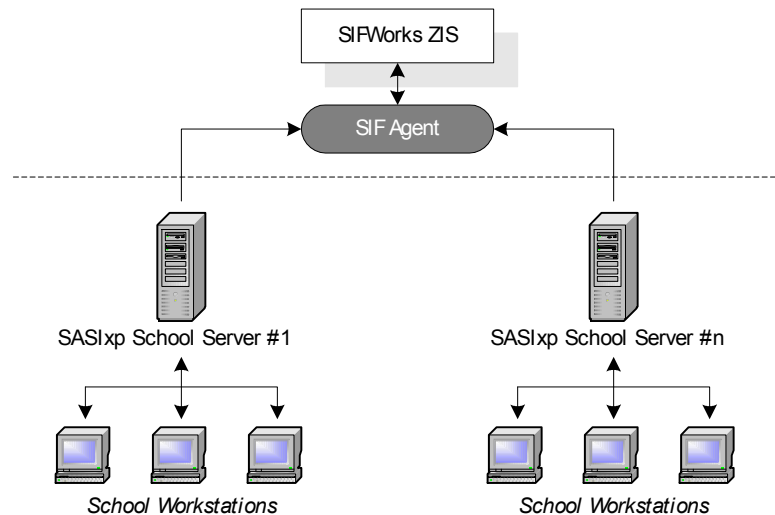 SIFWorks ZIS
SIF Agent
SASIxp School Server #1
SASIxp School Server #n
School Workstations
School Workstations